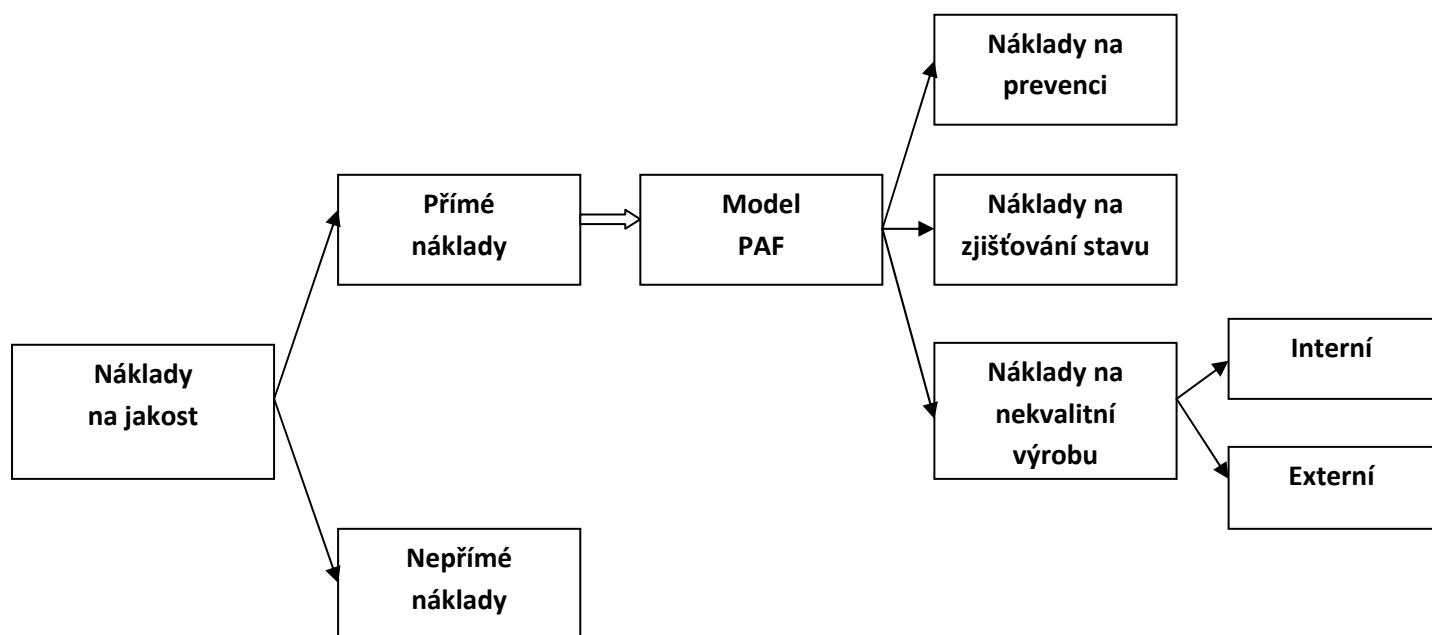 Náklady
na jakost
Přímé
náklady
Nepřímé
náklady
Model
PAF
Náklady na
prevenci
Náklady na
zjišťování stavu
Náklady na
nekvalitní
výrobu
Interní
Externí